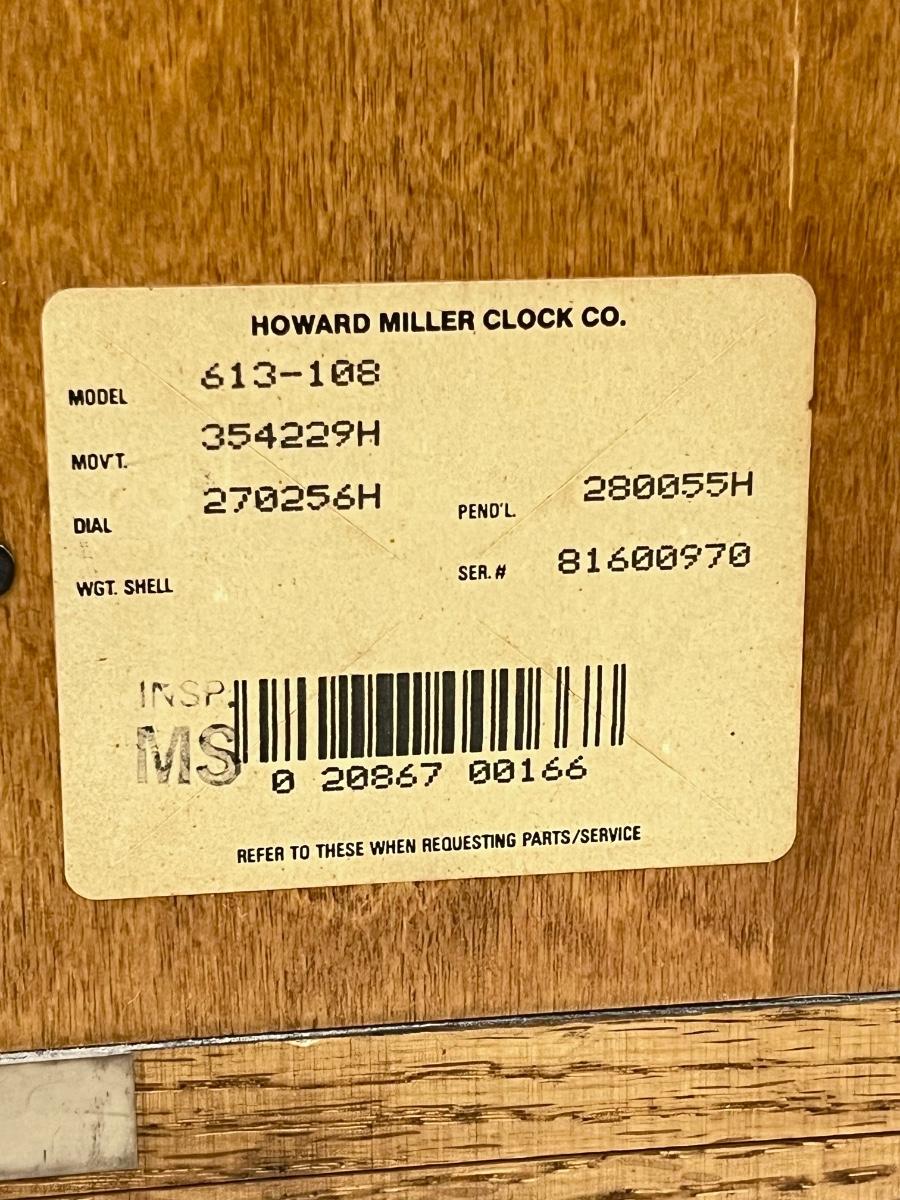 HOWARD MILLER CLOCK CO.
MODEL 613-108
MOV'T. 354229H
DIAL 270256H PEND'L. 280055H
WGT. SHELL SER. # 81600970
INSP.
MS
0 20867 00166
REFER TO THESE WHEN REQUESTING PARTS/SERVICE